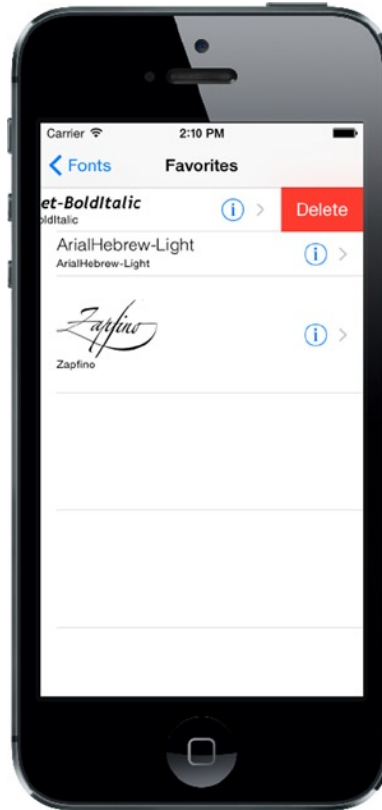 Carrier 2:10 PM
Fonts Favorites
et-BoldItalic
oldItalic
Delete
ArialHebrew-Light
ArialHebrew-Light
Zapfino
Zapfino